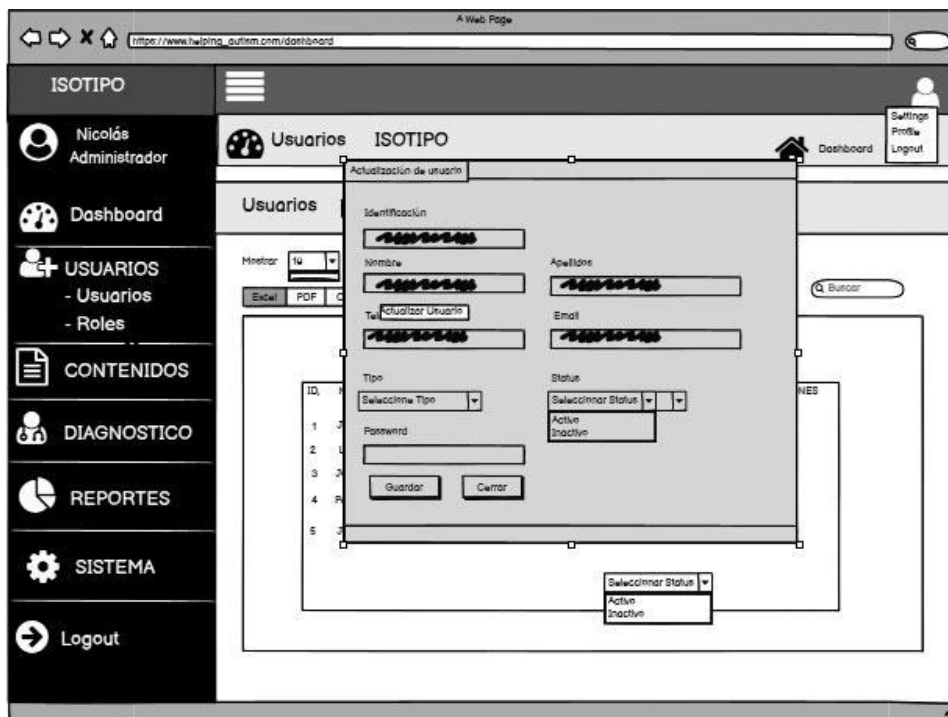 A Web Page
https://www.helping_autism.com/dashboard
ISOTIPO
Settings
Profile
Logout
Nicolás
Administrador
Usuarios ISOTIPO
Dashboard
Dashboard
USUARIOS
- Usuarios
- Roles
CONTENIDOS
DIAGNOSTICO
REPORTES
SISTEMA
Logout
Usuarios
Mostrar 10
Excel PDF
Buscar
ID,
NES
1 J
2 L
3
4
5 J
Actualización de usuario
Identificación
Nombre Apellidos
Tel Actualizar Usuario Email
Tipo Status
Seleccione Tipo Seleccionar Status
Activo
Inactivo
Password
Guardar Cerrar
Seleccionar Status
Activo
Inactivo